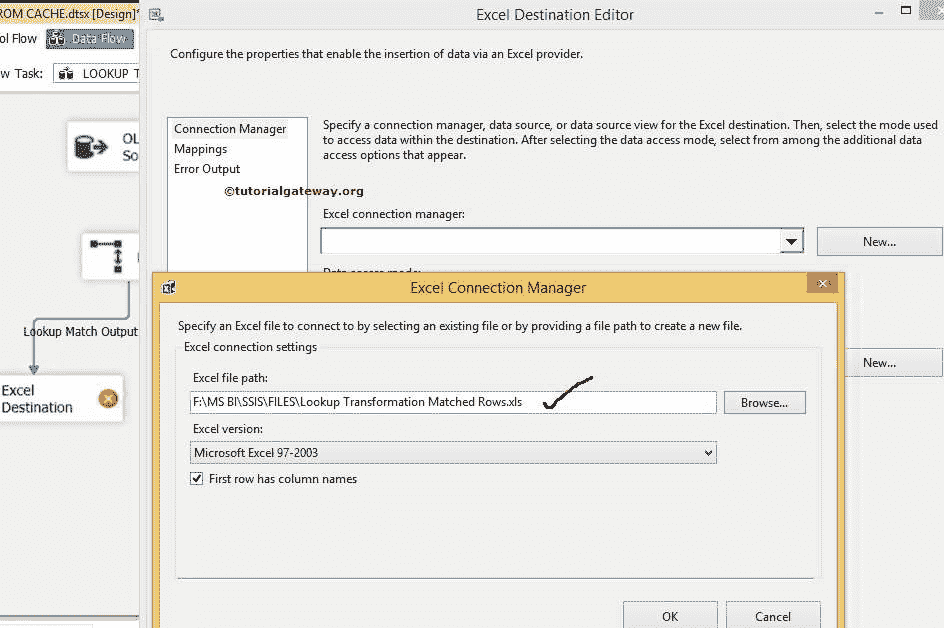 ROM CACHE.dtsx [Design]*
Excel Destination Editor
ol Flow
Data Flow
Configure the properties that enable the insertion of data via an Excel provider.
w Task:
LOOKUP T
Connection Manager
Mappings
Error Output
Specify a connection manager, data source, or data source view for the Excel destination. Then, select the mode used
to access data within the destination. After selecting the data access mode, select from among the additional data
access options that appear.
OL
So
©tutorialgateway.org
Excel connection manager:
New...
Data access mode:
Excel Connection Manager
Specify an Excel file to connect to by selecting an existing file or by providing a file path to create a new file.
Excel connection settings
Lookup Match Output
Excel file path:
F:\MS BI\SSIS\FILES\Lookup Transformation Matched Rows.xls
Browse...
New...
Excel
Destination
Excel version:
Microsoft Excel 97-2003
First row has column names
OK
Cancel